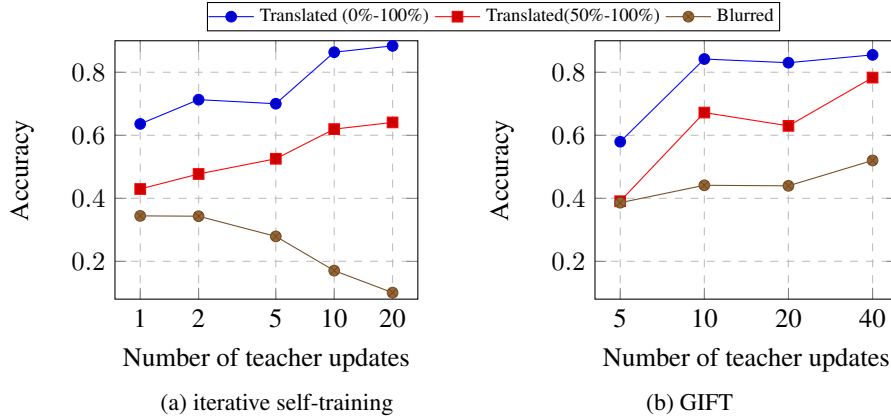 Translated (0%-100%) Translated(50%-100%) Blurred
0.8
0.6
0.4
0.2
Accuracy
1 2 5 10 20
Number of teacher updates
(a) iterative self-training
0.8
0.6
0.4
0.2
Accuracy
5 10 20 40
Number of teacher updates
(b) GIFT